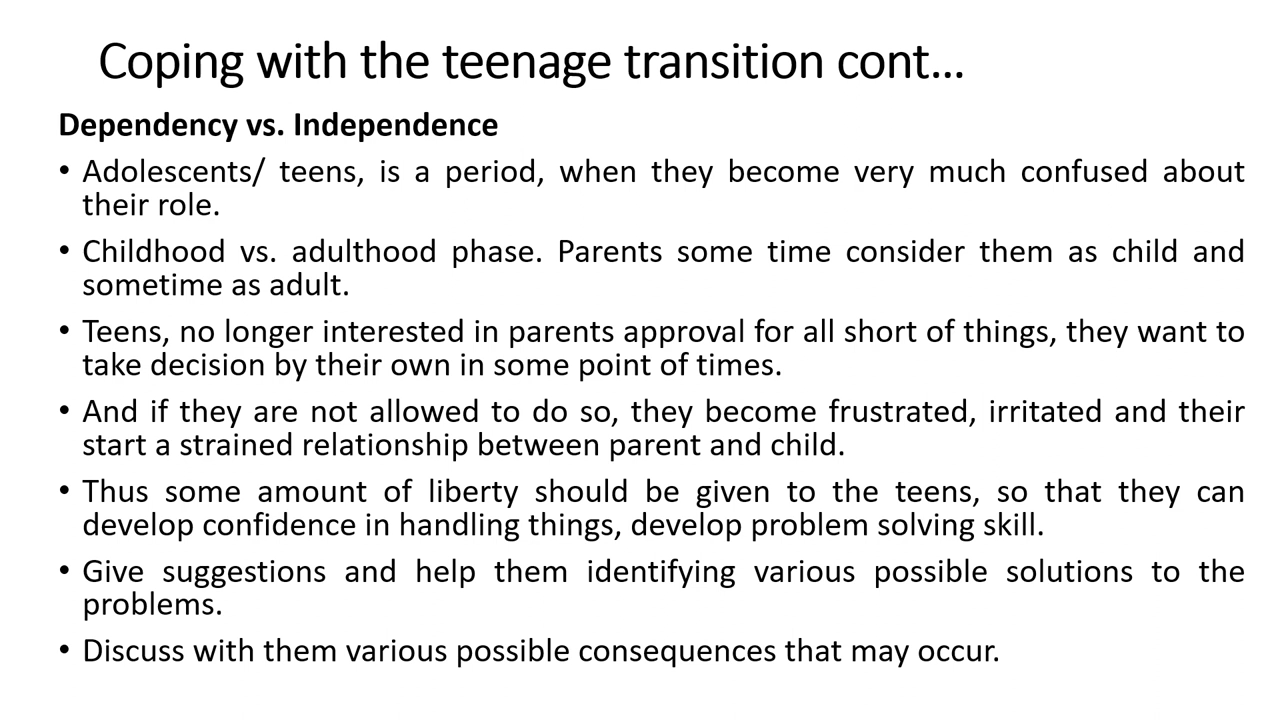 Coping with the teenage transition cont...
Dependency vs. Independence
• Adolescents/ teens, is a period, when they become very much confused about
their role.
• Childhood vs. adulthood phase. Parents some time consider them as child and
sometime as adult.
• Teens, no longer interested in parents approval for all short of things, they want to
take decision by their own in some point of times.
• And if they are not allowed to do so, they become frustrated, irritated and their
start a strained relationship between parent and child.
• Thus some amount of liberty should be given to the teens, so that they can
develop confidence in handling things, develop problem solving skill.
• Give suggestions and help them identifying various possible solutions to the
problems.
• Discuss with them various possible consequences that may occur.